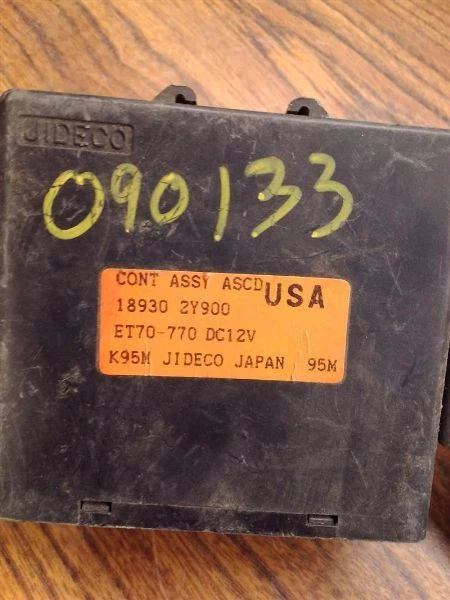 JIDECO
090133
CONT ASSY ASCD USA
18930 2Y900
ET70-770 DC12V
K95M JIDECO JAPAN 95M